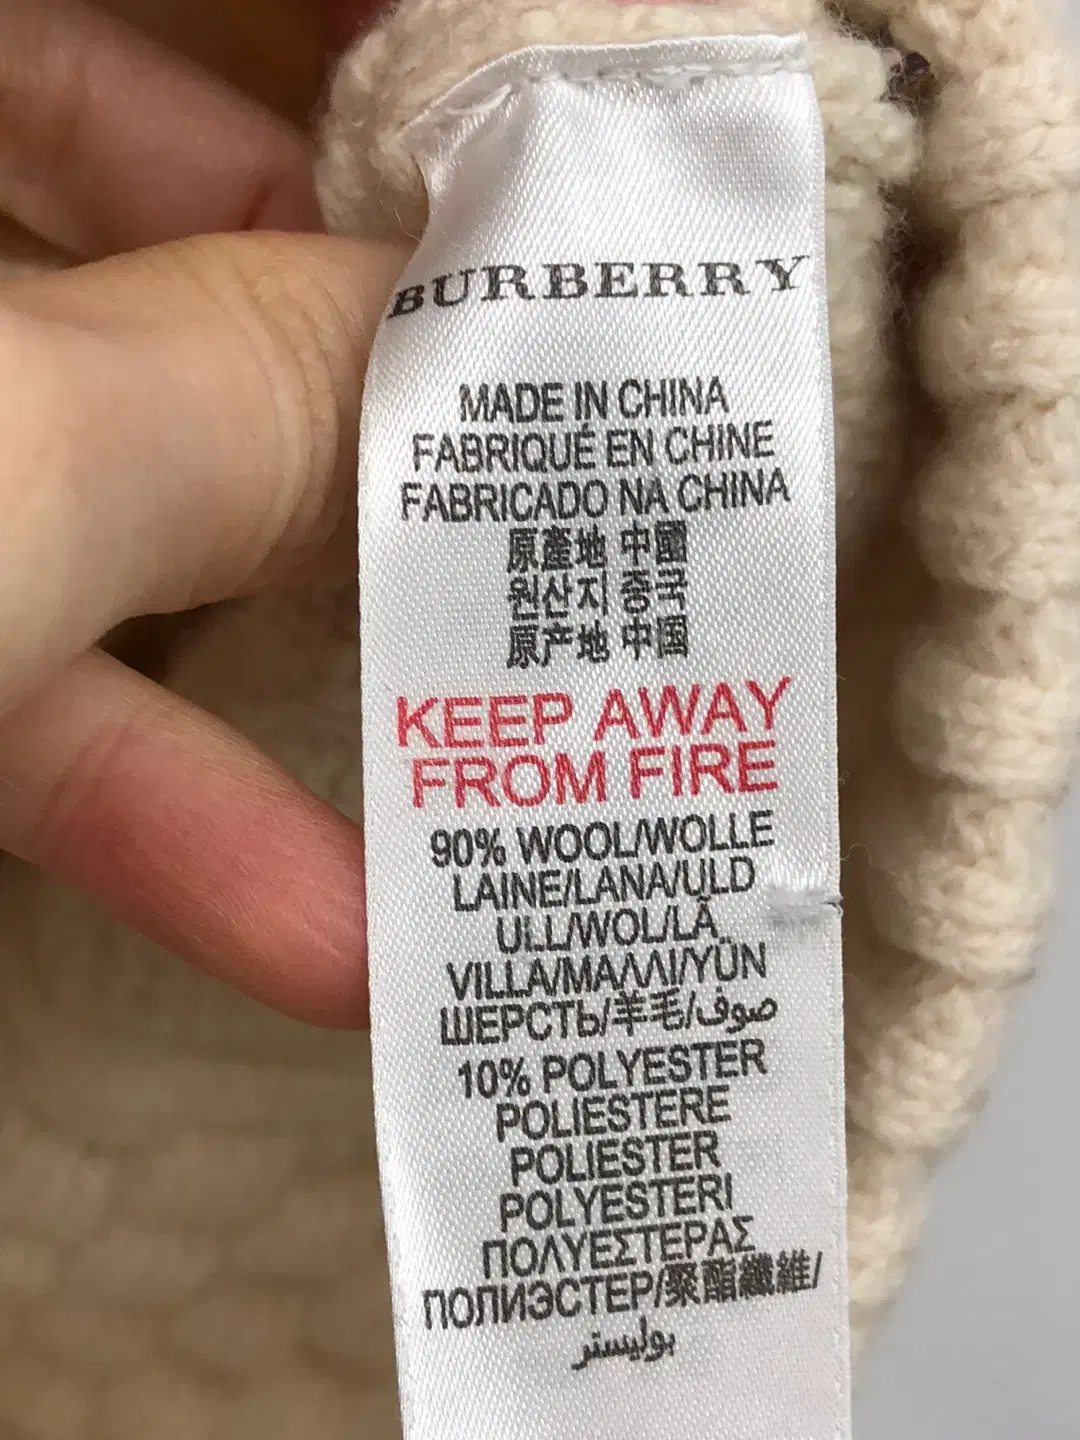 BURBERRY
MADE IN CHINA
FABRIQUÉ EN CHINE
FABRICADO NA CHINA
原產地 中國
원산지 중국
原产地 中国
KEEP AWAY
FROM FIRE
90% WOOL/WOLLE
LAINE/LANA/ULD
ULL/WOL/LÃ
VILLA/ΜΑΛΛΙ/YÜN
ШЕРСТЬ/羊毛/صوف
10% POLYESTER
POLIESTERE
POLIESTER
POLYESTERI
ΠΟΛΥΕΣΤΕΡΑΣ
ПОЛИЭСТЕР/聚酯纖維/
بوليستر